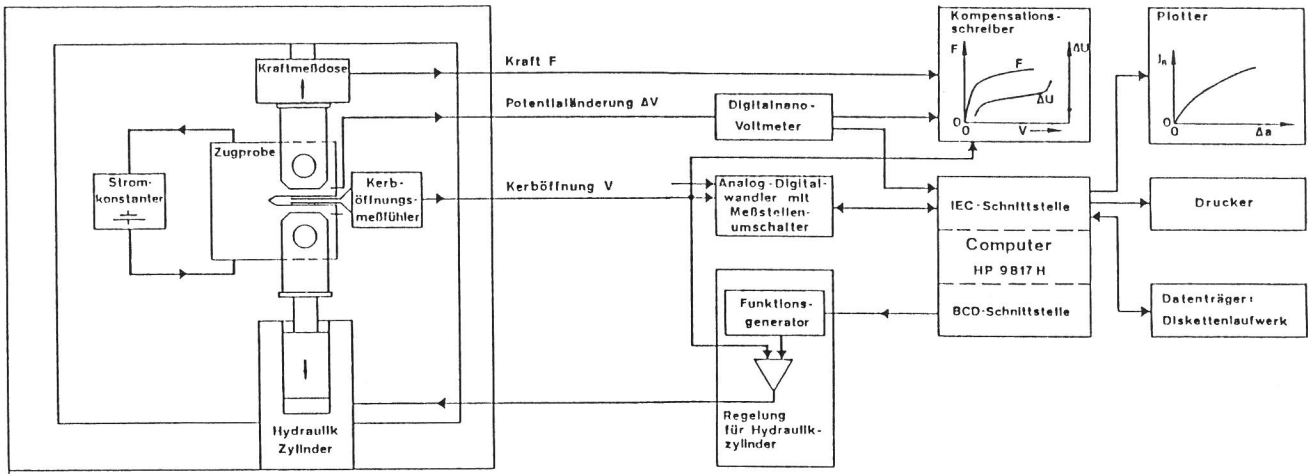 Kraftmeßdose
Zugprobe
Strom-
konstanter
Kerb-
öffnungs-
meßfühler
Hydraulik
Zylinder
Kraft F
Potentialänderung ΔV
Kerböffnung V
Digitalnano-
Voltmeter
Analog-Digital-
wandler mit
Meßstellen-
umschalter
Funktions-
generator
Regelung
für Hydraulik-
zylinder
Kompensations-
schreiber
F
ΔU
F
ΔU
0
0
V
IEC-Schnittstelle
Computer
HP 9817H
BCD-Schnittstelle
Plotter
J_R
0
0
Δa
Drucker
Datenträger:
Diskettenlaufwerk